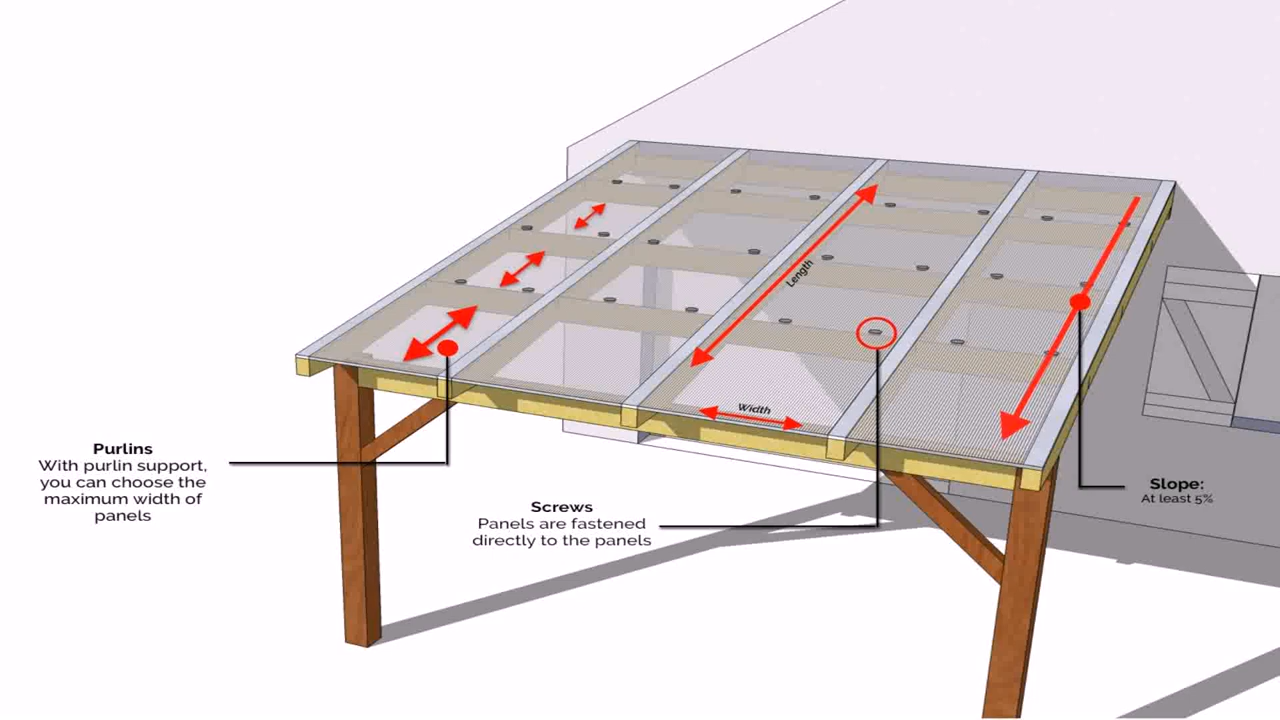 Length
Width
Purlins
With purlin support,
you can choose the
maximum width of
panels
Screws
Panels are fastened
directly to the panels
Slope:
At least 5%